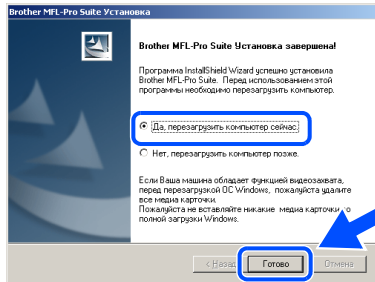 Brother MFL-Pro Suite Установка
Brother MFL-Pro Suite Установка завершена!
Программа InstallShield Wizard успешно установила
Brother MFL-Pro Suite. Перед использованием этой
программы необходимо перезагрузить компьютер.
Да, перезагрузить компьютер сейчас.
Нет, перезагрузить компьютер позже.
Если Ваша машина обладает функцией видеозахвата,
перед перезагрузкой ОС Windows, пожалуйста удалите
все медиа карточки.
Пожалуйста не вставляйте никакие медиа карточки до
полной загрузки Windows.
< Назад Готово Отмена